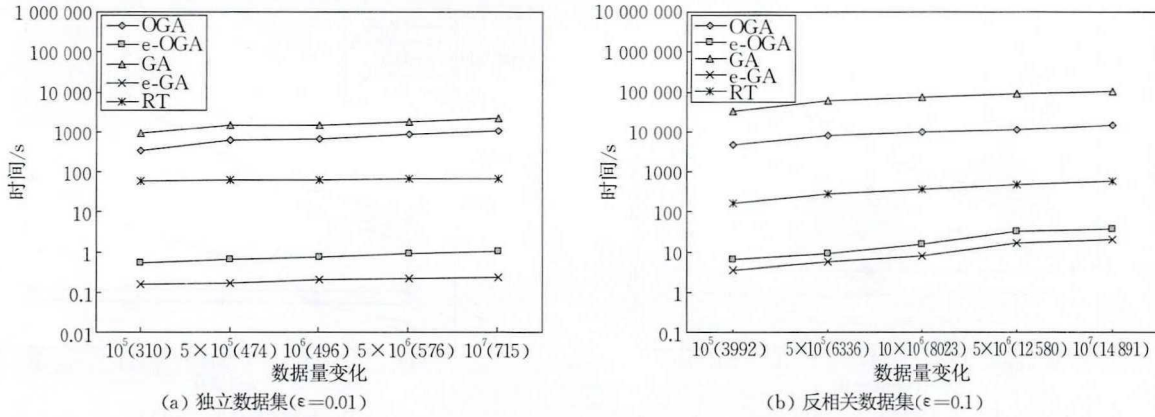 1 000 000
100 000
10 000
1000
100
10
1
0.1
0.01
时间/s
OGA
e-OGA
GA
e-GA
RT
10⁵(310) 5×10⁵(474) 10⁶(496) 5×10⁶(576) 10⁷(715)
数据量变化
(a) 独立数据集(ε=0.01)
10 000 000
1 000 000
100 000
10 000
1000
100
10
1
0.1
时间/s
OGA
e-OGA
GA
e-GA
RT
10⁵(3992) 5×10⁵(6336) 10×10⁶(8023) 5×10⁶(12 580) 10⁷(14 891)
数据量变化
(b) 反相关数据集(ε=0.1)